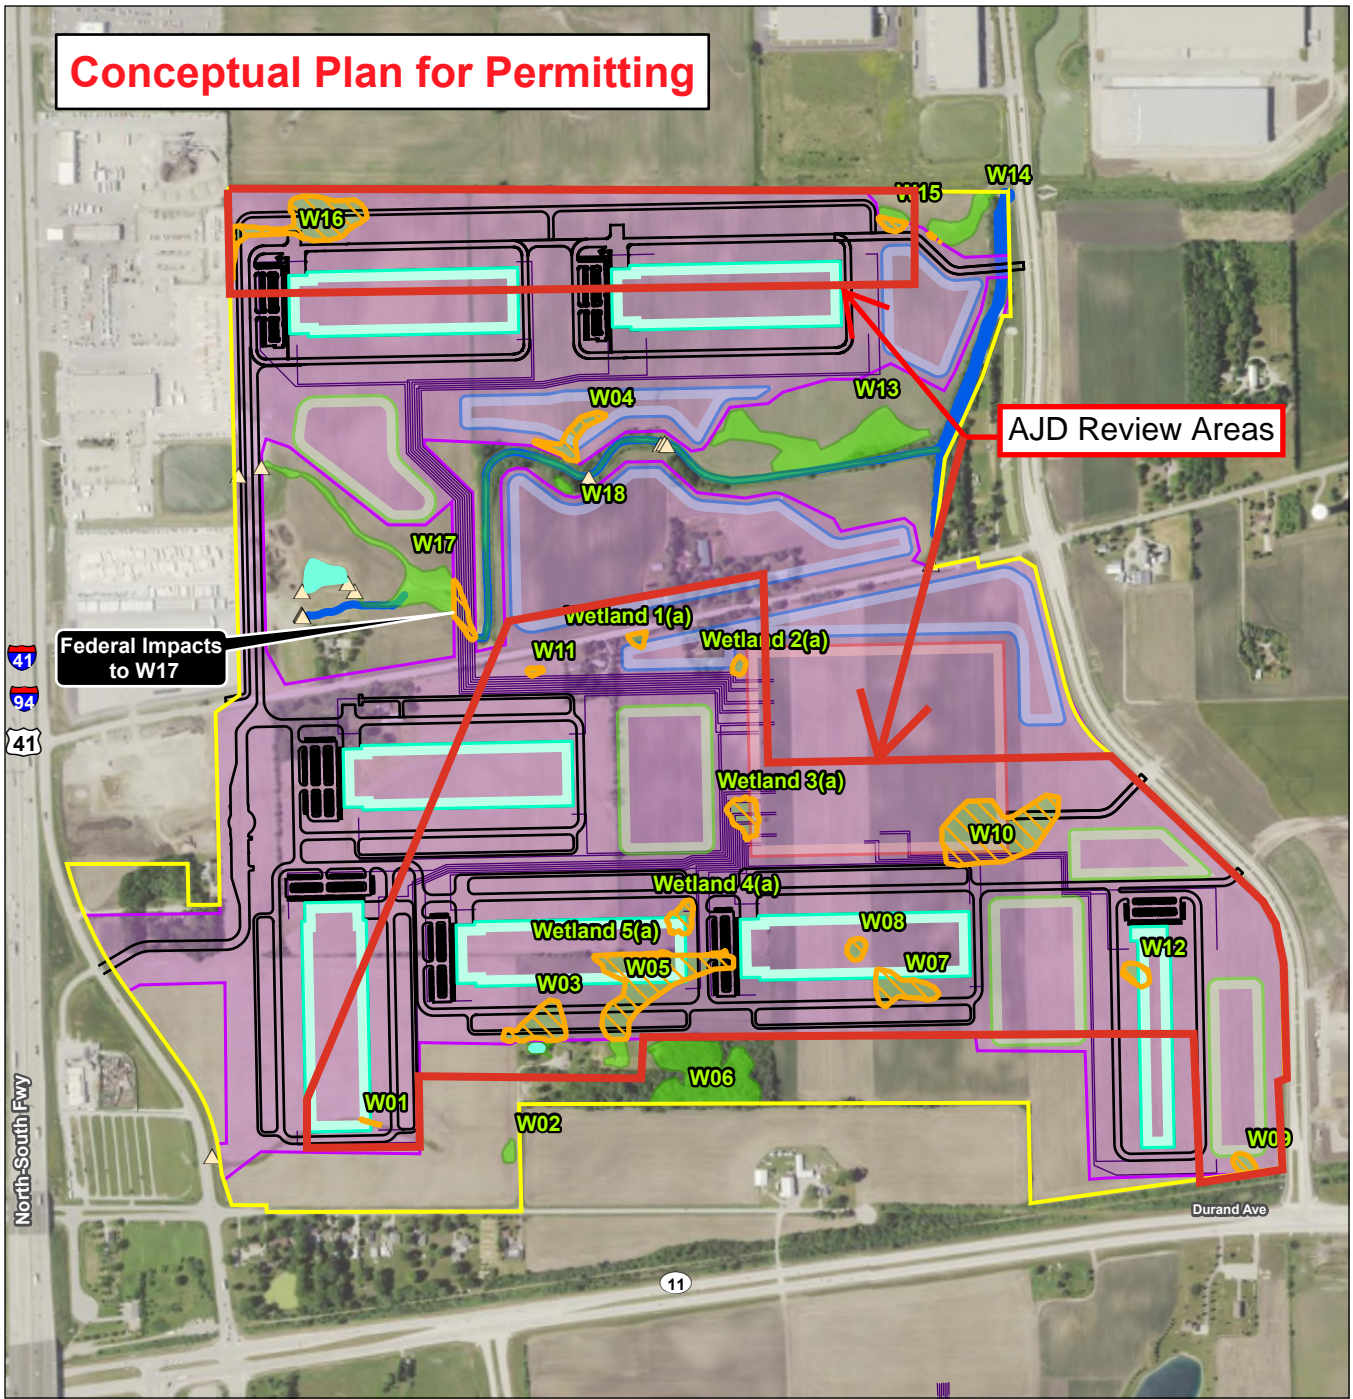 Conceptual Plan for Permitting
W14
W15
W16
W13
W04
AJD Review Areas
W18
W17
Wetland 1(a)
Federal Impacts
to W17
Wetland 2(a)
W11
41
94
41
Wetland 3(a)
W10
Wetland 4(a)
Wetland 5(a)
W08
W12
W05
W07
W03
W06
W01
W02
W09
North-South Fwy
Durand Ave
11